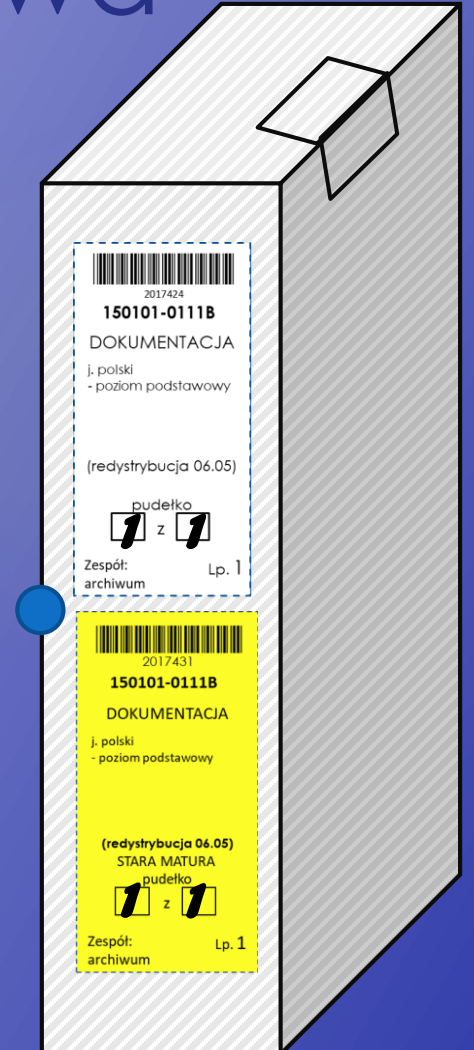 2017424
150101-0111B
DOKUMENTACJA
j. polski
- poziom podstawowy
(redystrybucja 06.05)
pudełko
1 z 1
Zespół: Lp. 1
archiwum
2017431
150101-0111B
DOKUMENTACJA
j. polski
- poziom podstawowy
(redystrybucja 06.05)
STARA MATURA
pudełko
1 z 1
Zespół: Lp. 1
archiwum